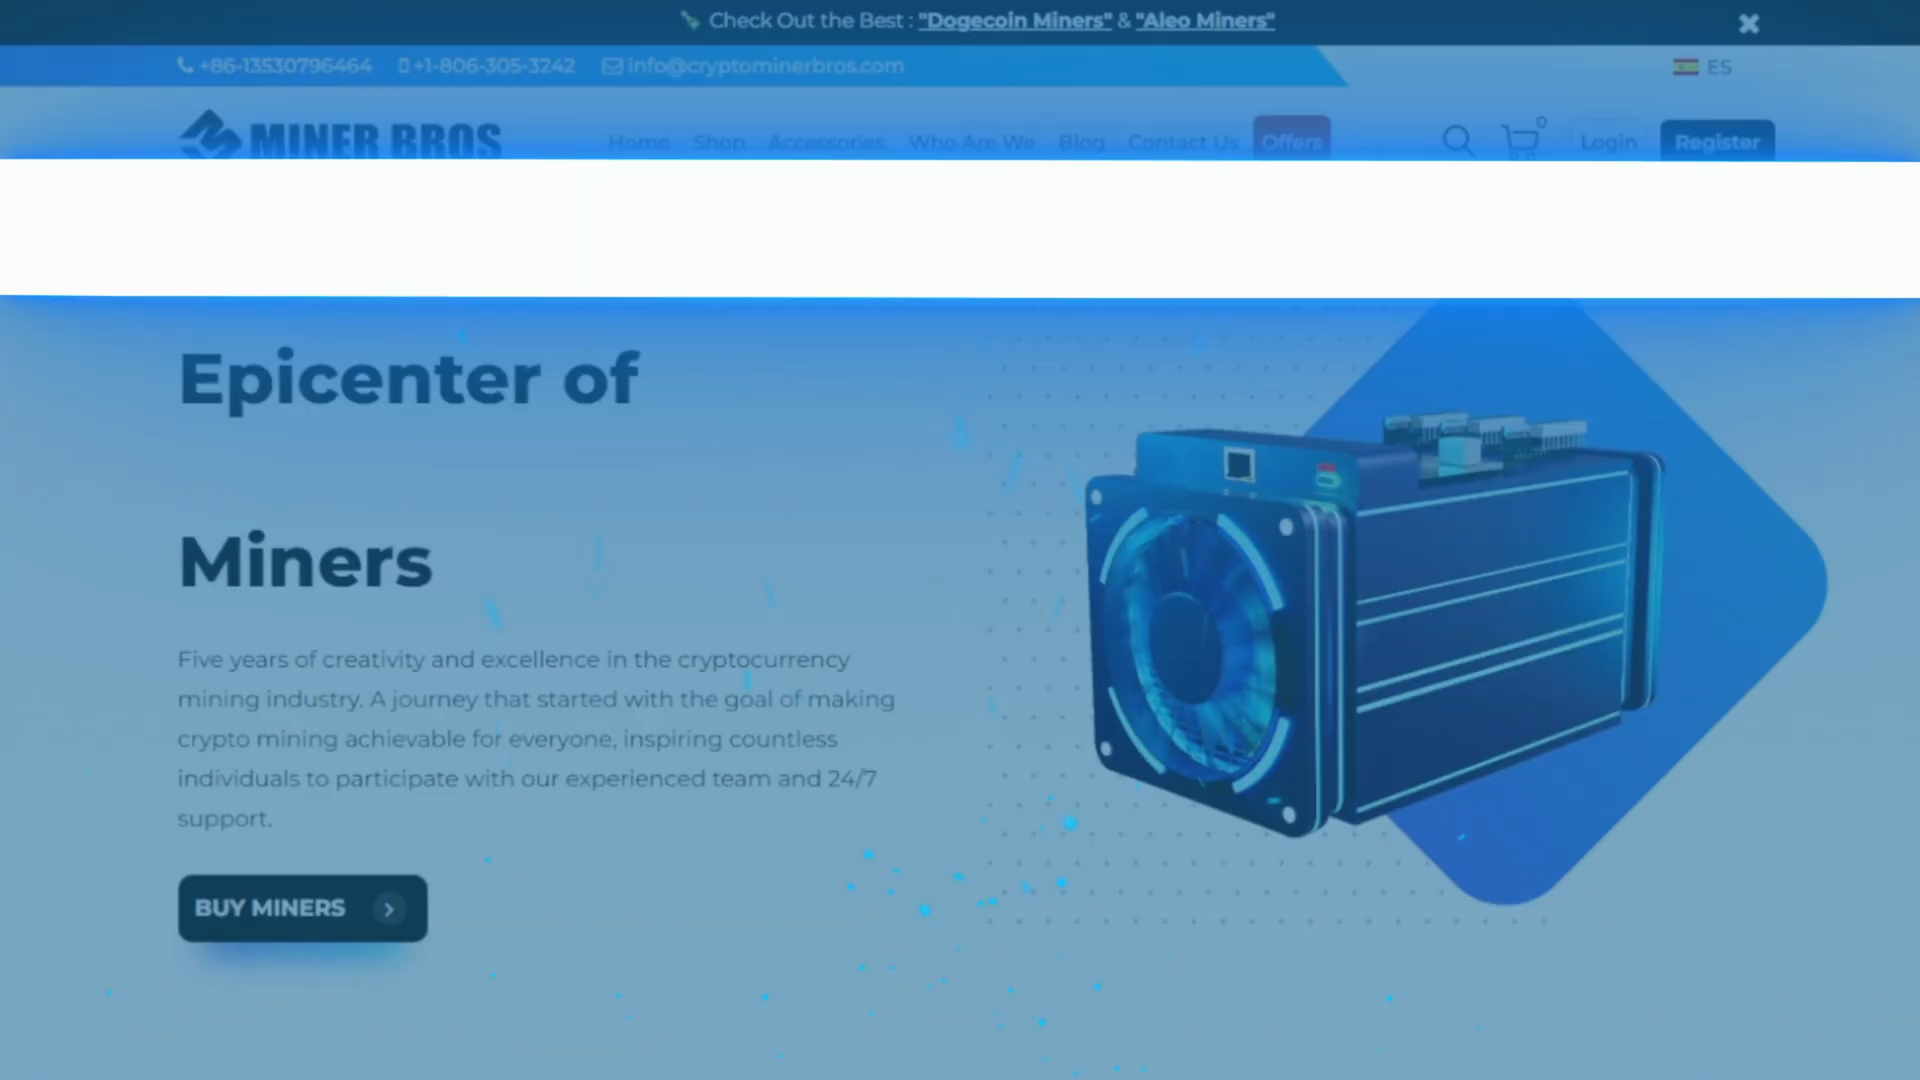 Check Out the Best : "Dogecoin Miners" & "Aleo Miners"
+86-13530796464 +1-806-305-3242 info@cryptominerbros.com ES
MINER BROS Home Shop Accessories Who Are We Blog Contact Us Offers 0 Login Register
Epicenter of
Miners
Five years of creativity and excellence in the cryptocurrency
mining industry. A journey that started with the goal of making
crypto mining achievable for everyone, inspiring countless
individuals to participate with our experienced team and 24/7
support.
BUY MINERS